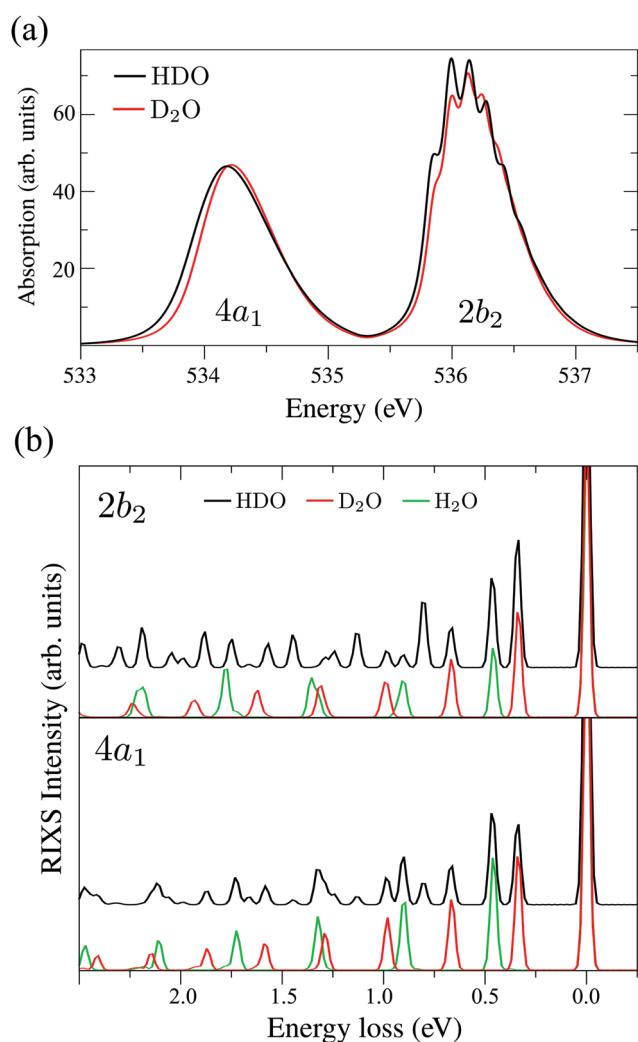 (a)
HDO
D₂O
60
40
20
Absorption (arb. units)
4a₁
2b₂
533 534 535 536 537
Energy (eV)
(b)
2b₂
HDO D₂O H₂O
4a₁
RIXS Intensity (arb. units)
2.0 1.5 1.0 0.5 0.0
Energy loss (eV)